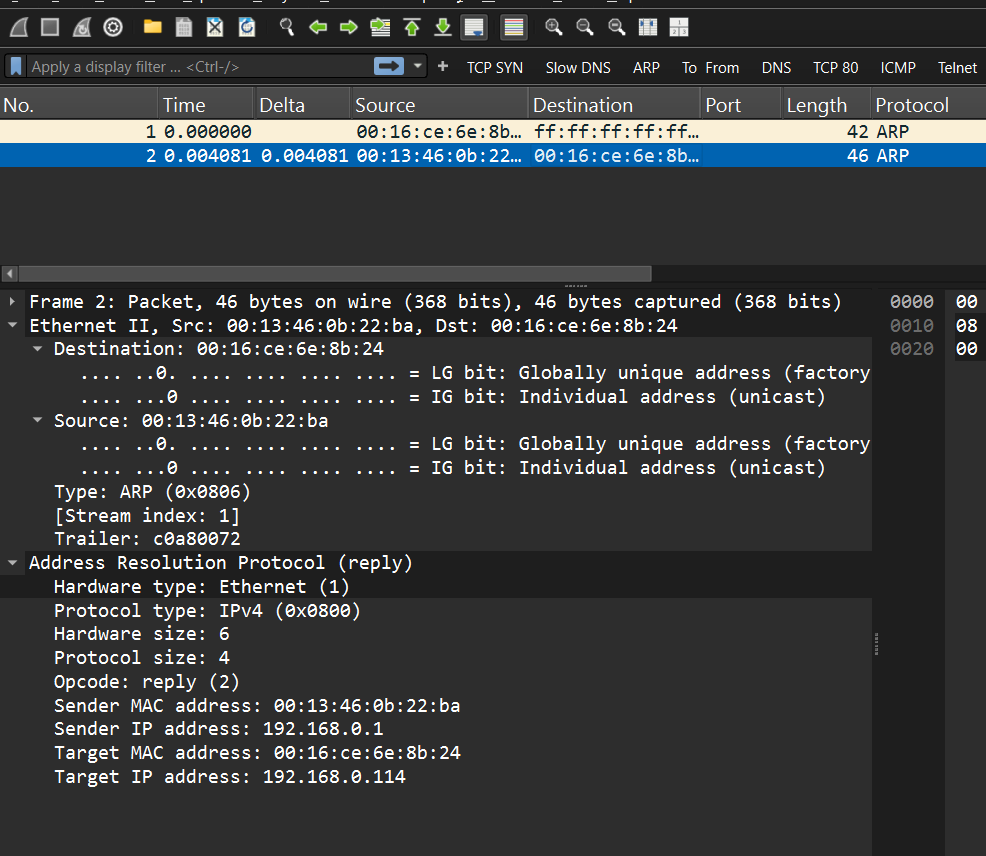 Apply a display filter ... <Ctrl-/>
+ TCP SYN Slow DNS ARP To From DNS TCP 80 ICMP Telnet
No. Time Delta Source Destination Port Length Protocol
1 0.000000 00:16:ce:6e:8b… ff:ff:ff:ff:ff… 42 ARP
2 0.004081 0.004081 00:13:46:0b:22… 00:16:ce:6e:8b… 46 ARP
Frame 2: Packet, 46 bytes on wire (368 bits), 46 bytes captured (368 bits)
Ethernet II, Src: 00:13:46:0b:22:ba, Dst: 00:16:ce:6e:8b:24
Destination: 00:16:ce:6e:8b:24
.... ..0. .... .... .... .... = LG bit: Globally unique address (factory
.... ...0 .... .... .... .... = IG bit: Individual address (unicast)
Source: 00:13:46:0b:22:ba
.... ..0. .... .... .... .... = LG bit: Globally unique address (factory
.... ...0 .... .... .... .... = IG bit: Individual address (unicast)
Type: ARP (0x0806)
[Stream index: 1]
Trailer: c0a80072
Address Resolution Protocol (reply)
Hardware type: Ethernet (1)
Protocol type: IPv4 (0x0800)
Hardware size: 6
Protocol size: 4
Opcode: reply (2)
Sender MAC address: 00:13:46:0b:22:ba
Sender IP address: 192.168.0.1
Target MAC address: 00:16:ce:6e:8b:24
Target IP address: 192.168.0.114
0000 00
0010 08
0020 00